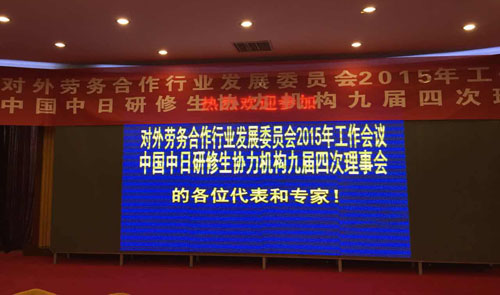 对外劳务合作行业发展委员会2015年工
中国中日研修生协力机构九届四次理
热烈欢迎参加
对外劳务合作行业发展委员会2015年工作会议
中国中日研修生协力机构九届四次理事会
的各位代表和专家!